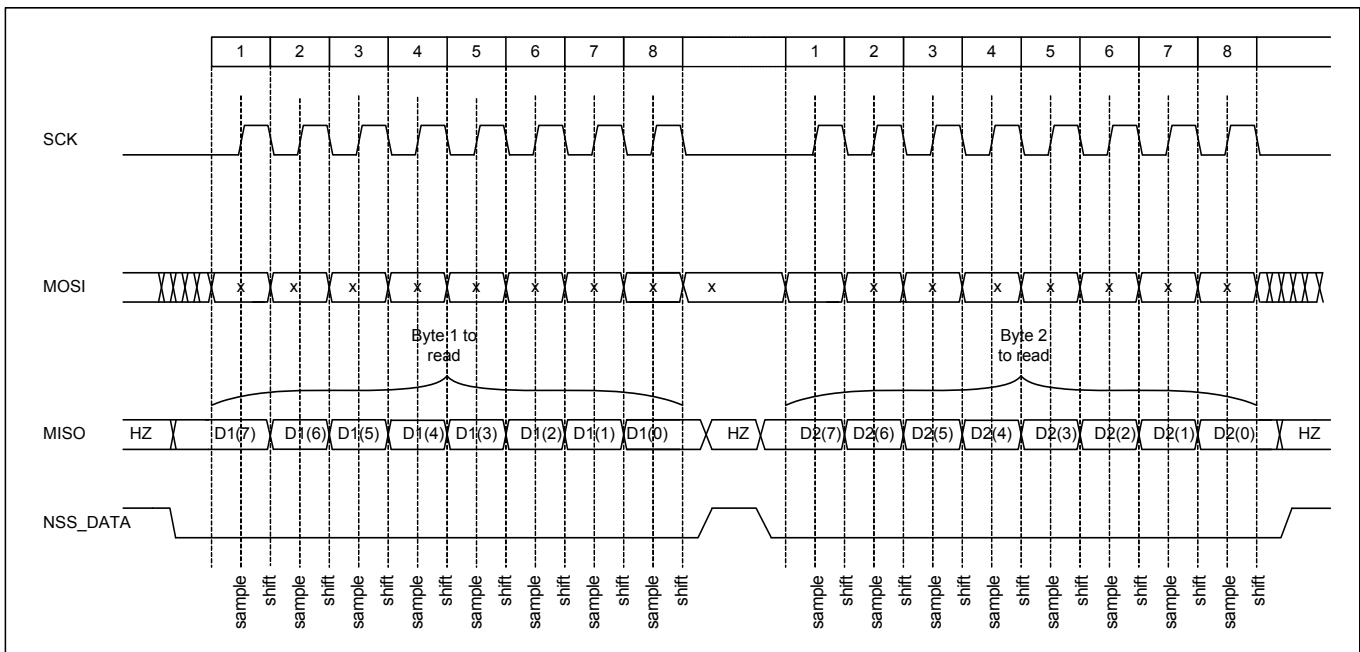 1 2 3 4 5 6 7 8 1 2 3 4 5 6 7 8
SCK
MOSI x x x x x x x x x x x x x x x x
Byte 1 to
read
Byte 2
to read
MISO HZ D1(7) D1(6) D1(5) D1(4) D1(3) D1(2) D1(1) D1(0) HZ D2(7) D2(6) D2(5) D2(4) D2(3) D2(2) D2(1) D2(0) HZ
NSS_DATA
sample shift sample shift sample shift sample shift sample shift sample shift sample shift sample shift sample shift sample shift sample shift sample shift sample shift sample shift sample shift sample shift